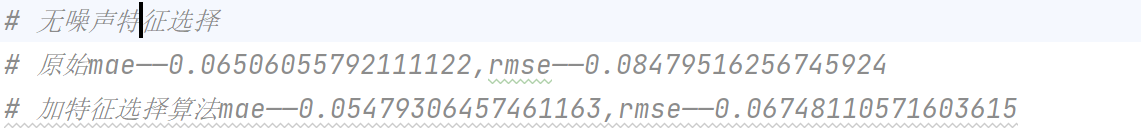 # 无噪声特征选择
# 原始mae——0.06506055792111122,rmse——0.08479516256745924
# 加特征选择算法mae——0.05479306457461163,rmse——0.06748110571603615